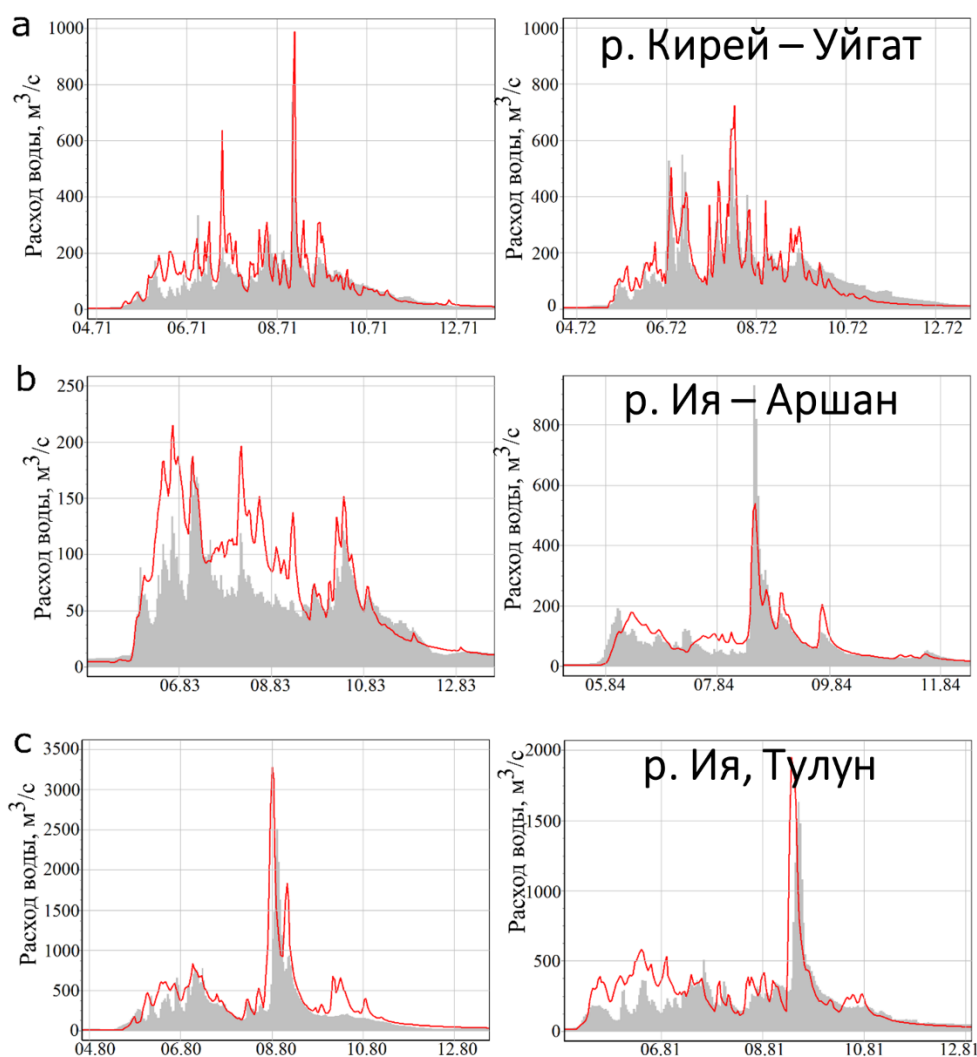 a
р. Кирей – Уйгат
Расход воды, м³/с
1000
800
600
400
200
0
04.71 06.71 08.71 10.71 12.71
Расход воды, м³/с
1000
800
600
400
200
0
04.72 06.72 08.72 10.72 12.72
b
р. Ия – Аршан
Расход воды, м³/с
250
200
150
100
50
0
06.83 08.83 10.83 12.83
Расход воды, м³/с
800
600
400
200
0
05.84 07.84 09.84 11.84
c
р. Ия, Тулун
Расход воды, м³/с
3500
3000
2500
2000
1500
1000
500
0
04.80 06.80 08.80 10.80 12.80
Расход воды, м³/с
2000
1500
1000
500
0
06.81 08.81 10.81 12.81